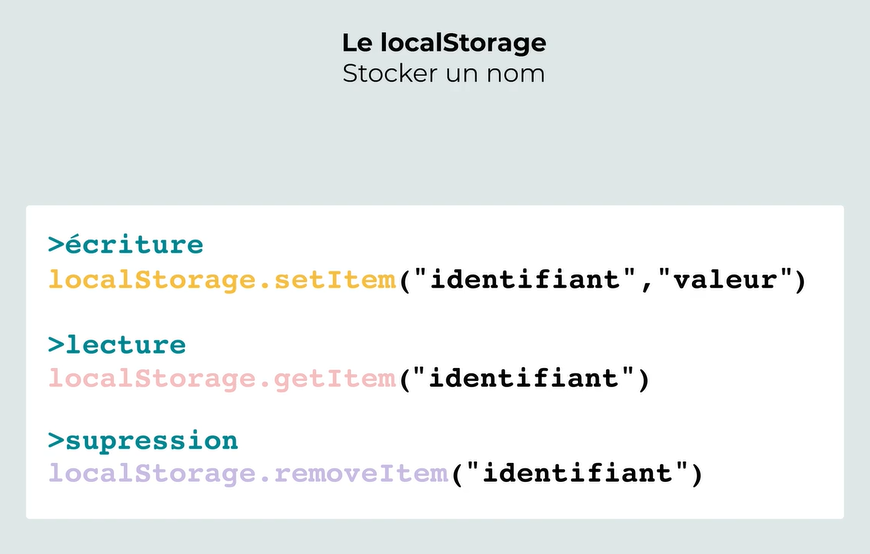 Le localStorage
Stocker un nom
>écriture
localStorage.setItem("identifiant","valeur")
>lecture
localStorage.getItem("identifiant")
>supression
localStorage.removeItem("identifiant")